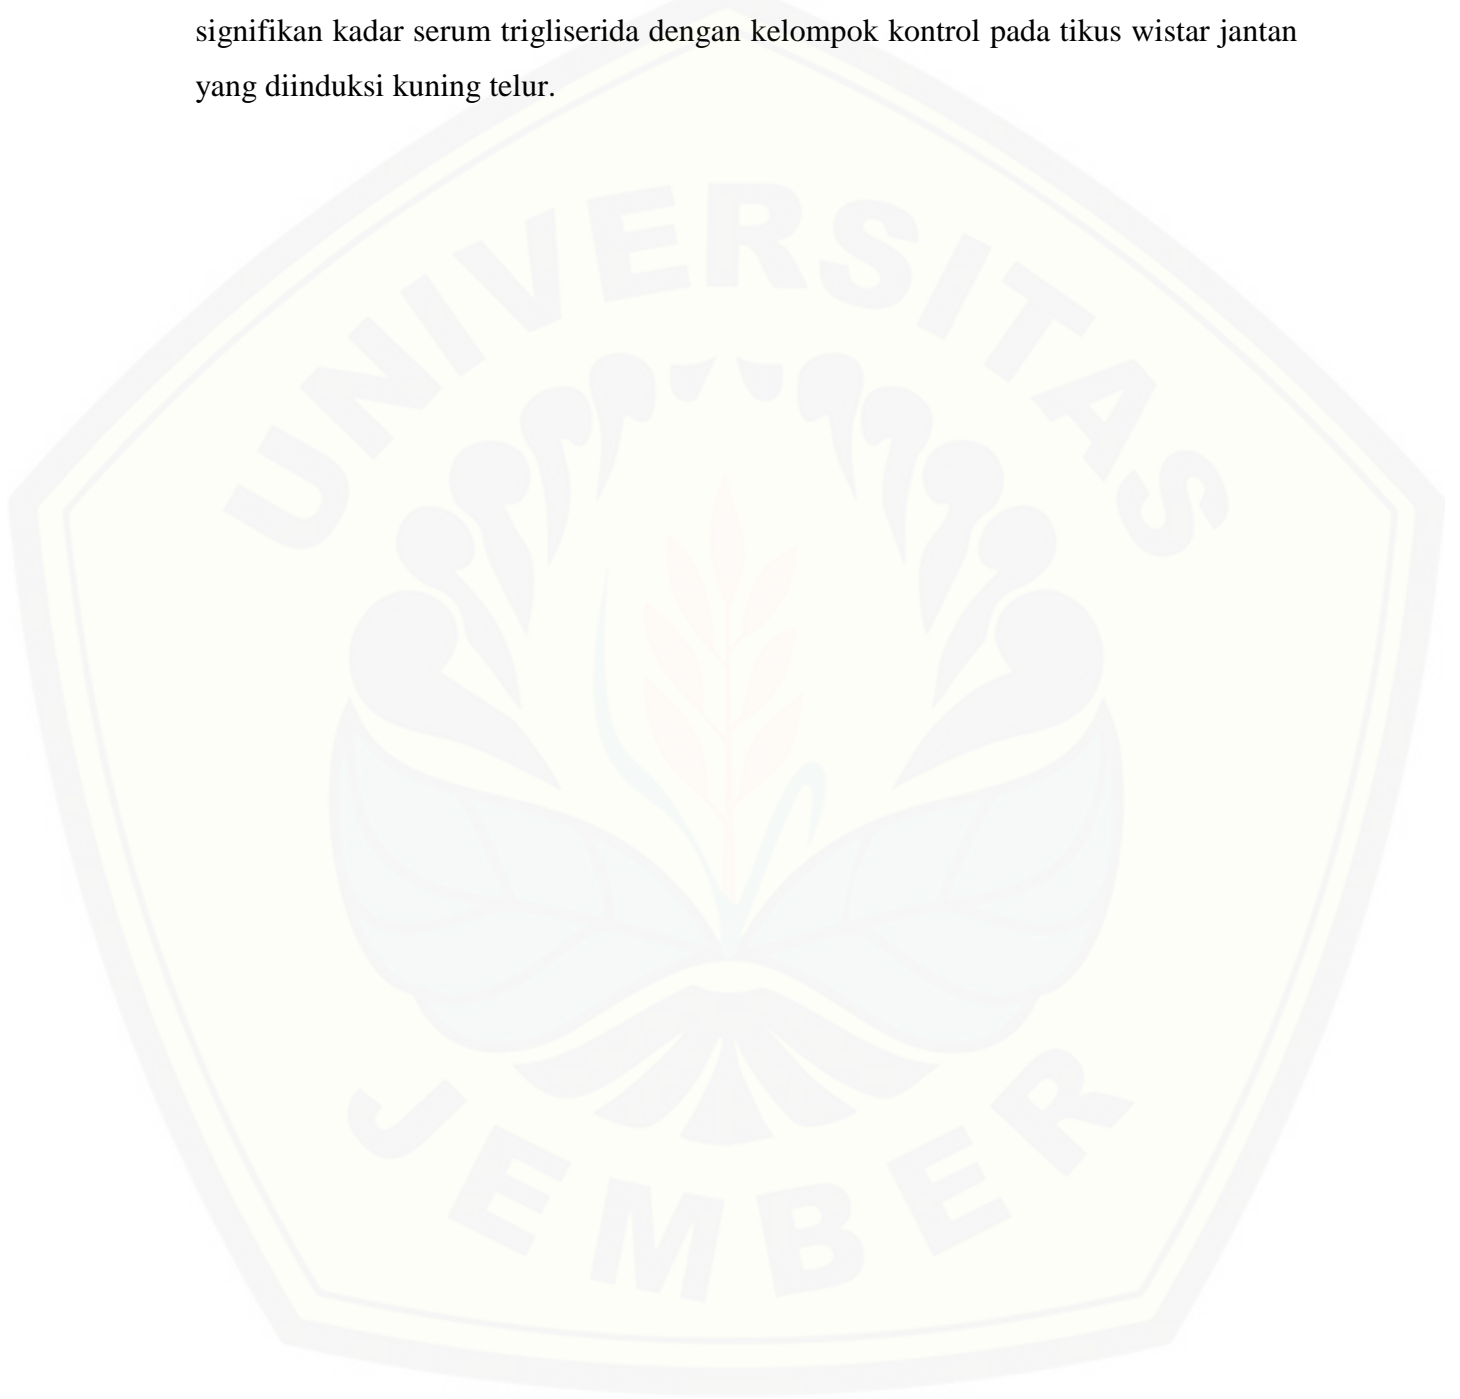 signifikan kadar serum trigliserida dengan kelompok kontrol pada tikus wistar jantan
yang diinduksi kuning telur.
UNIVERSITAS
JEMBER